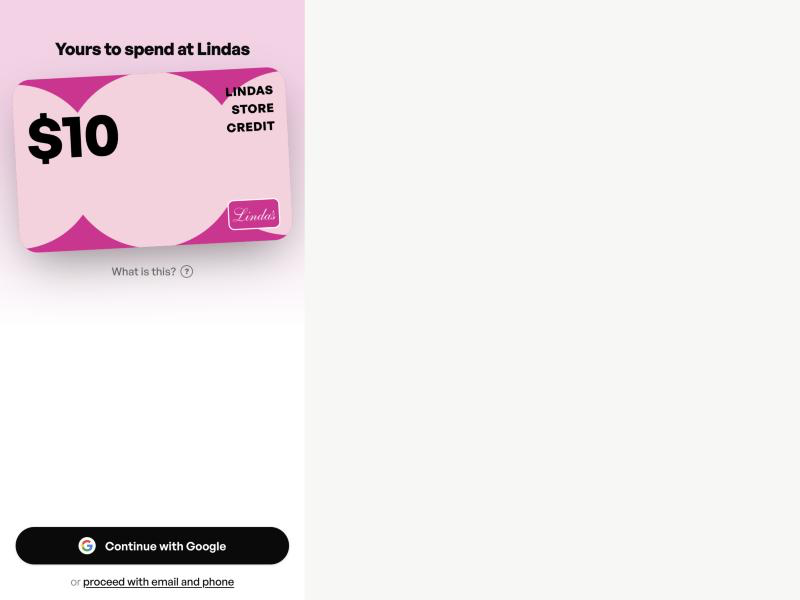 Yours to spend at Lindas
$10
LINDAS
STORE
CREDIT
Linda's
What is this? ?
Continue with Google
or proceed with email and phone